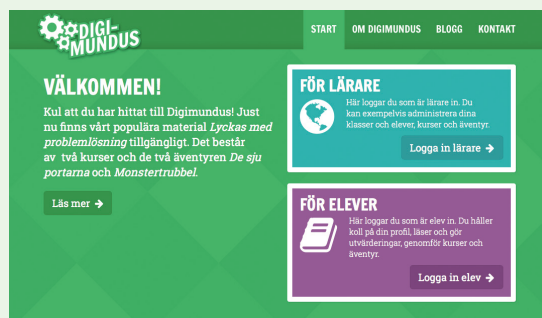 DIGI-
MUNDUS
START OM DIGIMUNDUS BLOGG KONTAKT
VÄLKOMMEN!
Kul att du har hittat till Digimundus! Just
nu finns vårt populära material Lyckas med
problemlösning tillgängligt. Det består
av två kurser och de två äventyren De sju
portarna och Monstertrubbel.
Läs mer →
FÖR LÄRARE
Här loggar du som är lärare in. Du
kan exempelvis administrera dina
klasser och elever, kurser och äventyr.
Logga in lärare →
FÖR ELEVER
Här loggar du som är elev in. Du håller
koll på din profil, läser och gör
utvärderingar, genomför kurser och
äventyr.
Logga in elev →